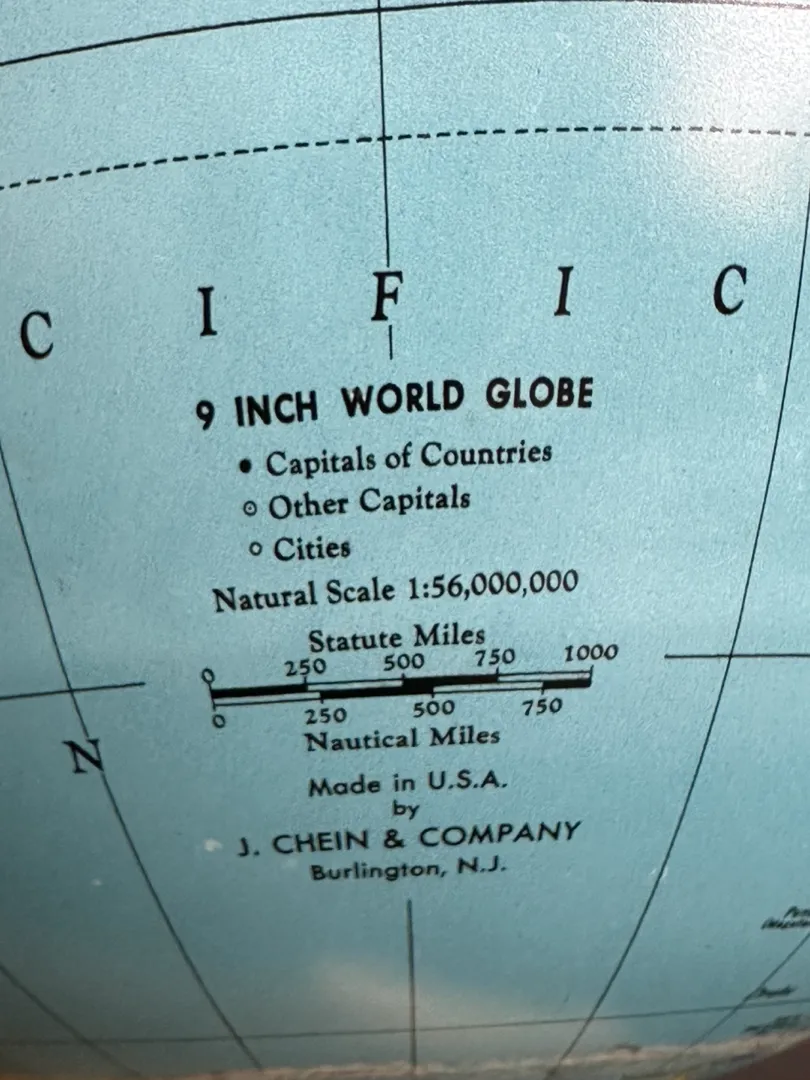 C I F I C
9 INCH WORLD GLOBE
Capitals of Countries
Other Capitals
Cities
Natural Scale 1:56,000,000
Statute Miles
0 250 500 750 1000
0 250 500 750
Nautical Miles
N
Made in U.S.A.
by
J. CHEIN & COMPANY
Burlington, N.J.